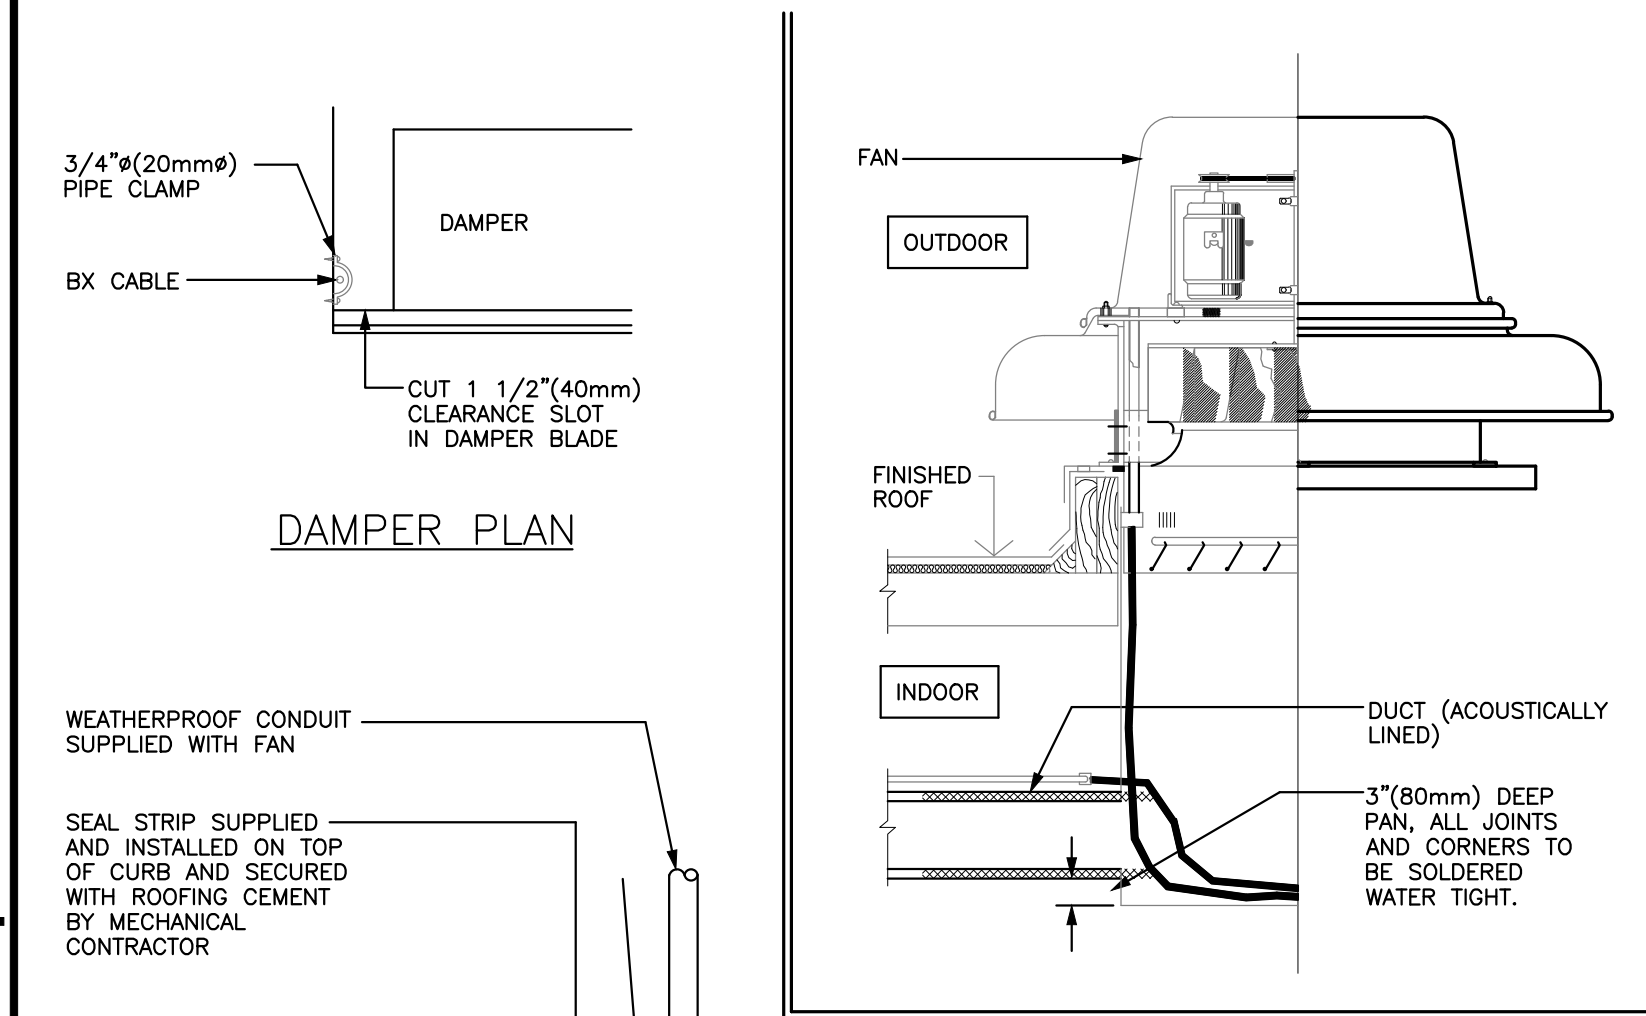 3/4"ø(20mmø)
PIPE CLAMP
BX CABLE
DAMPER
CUT 1 1/2"(40mm)
CLEARANCE SLOT
IN DAMPER BLADE
DAMPER PLAN
WEATHERPROOF CONDUIT
SUPPLIED WITH FAN
SEAL STRIP SUPPLIED
AND INSTALLED ON TOP
OF CURB AND SECURED
WITH ROOFING CEMENT
BY MECHANICAL
CONTRACTOR
FAN
OUTDOOR
FINISHED
ROOF
INDOOR
DUCT (ACOUSTICALLY
LINED)
3"(80mm) DEEP
PAN, ALL JOINTS
AND CORNERS TO
BE SOLDERED
WATER TIGHT.